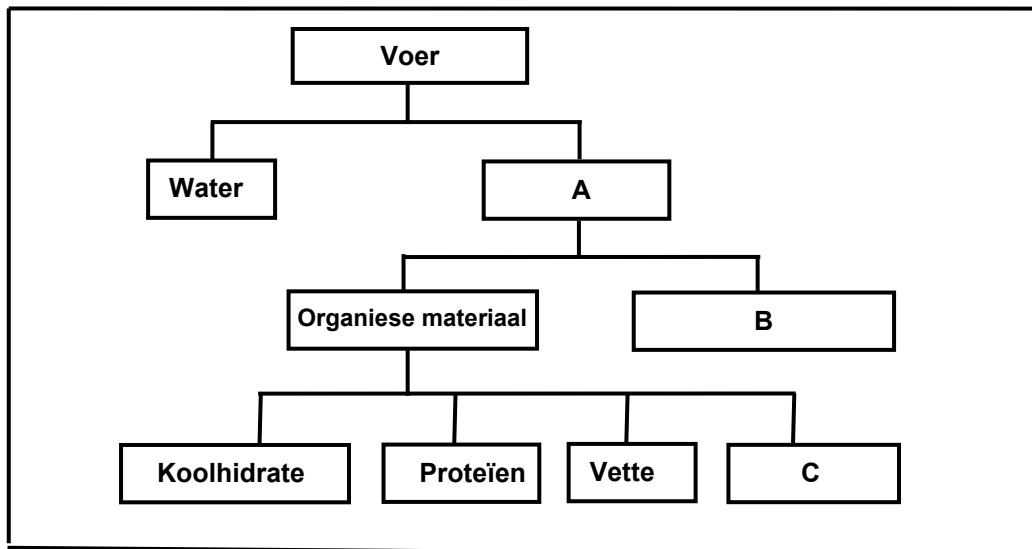 Voer
Water
A
Organiese materiaal
B
Koolhidrate
Proteïen
Vette
C